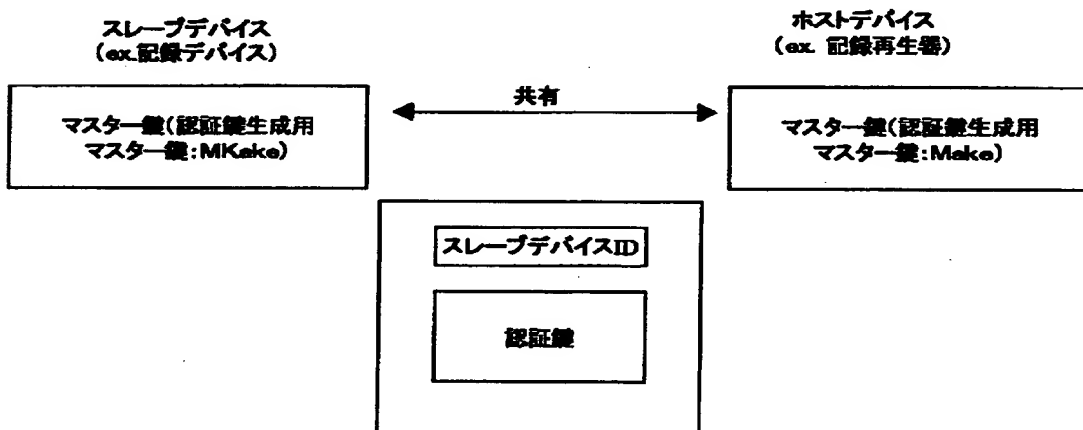 スレーブデバイス
(ex.記録デバイス)
ホストデバイス
(ex. 記録再生器)
共有
マスター鍵(認証鍵生成用
マスター鍵:MKake)
マスター鍵(認証鍵生成用
マスター鍵:Make)
スレーブデバイスID
認証鍵